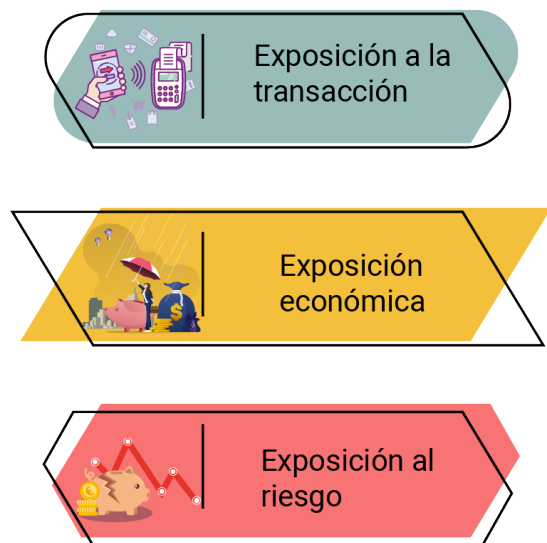 Exposición a la
transacción
Exposición
económica
Exposición al
riesgo